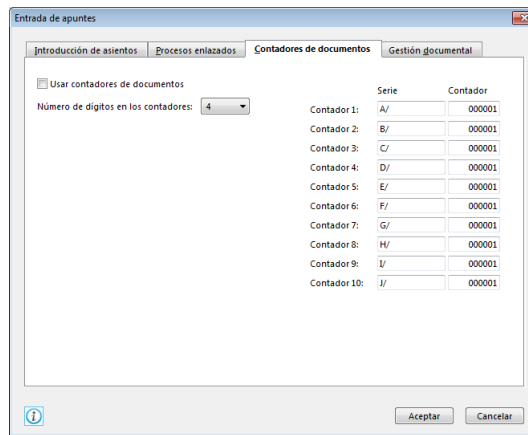 Entrada de apuntes
Introducción de asientos Procesos enlazados Contadores de documentos Gestión documental
Usar contadores de documentos
Número de dígitos en los contadores: 4
Serie Contador
Contador 1: A/ 000001
Contador 2: B/ 000001
Contador 3: C/ 000001
Contador 4: D/ 000001
Contador 5: E/ 000001
Contador 6: F/ 000001
Contador 7: G/ 000001
Contador 8: H/ 000001
Contador 9: I/ 000001
Contador 10: J/ 000001
Aceptar Cancelar